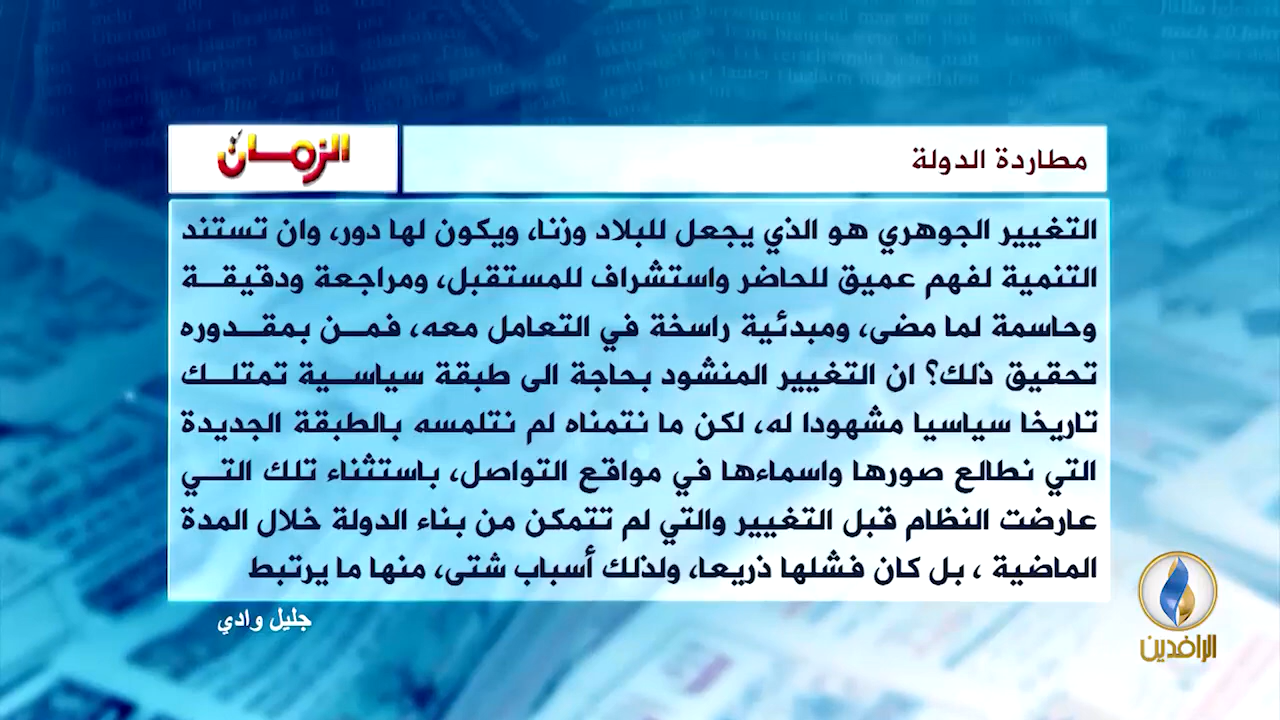 الزمان
مطاردة الدولة
التغيير الجوهري هو الذي يجعل للبلاد وزنا، ويكون لها دور، وان تستند
التنمية لفهم عميق للحاضر واستشراف للمستقبل، ومراجعة ودقيقة
وحاسمة لما مضى، ومبدئية راسخة في التعامل معه، فمن بمقدوره
تحقيق ذلك؟ ان التغيير المنشود بحاجة الى طبقة سياسية تمتلك
تاريخا سياسيا مشهودا له، لكن ما نتمناه لم نتلمسه بالطبقة الجديدة
التي نطالع صورها واسماءها في مواقع التواصل، باستثناء تلك التي
عارضت النظام قبل التغيير والتي لم تتمكن من بناء الدولة خلال المدة
الماضية ، بل كان فشلها ذريعا، ولذلك أسباب شتى، منها ما يرتبط
جليل وادي
الرافدين